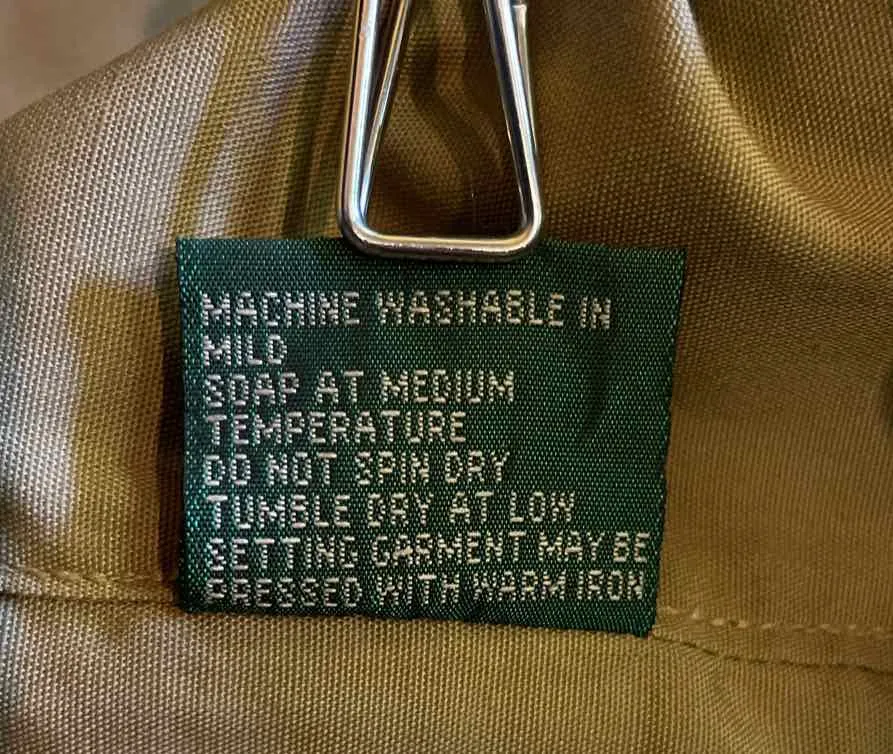 MACHINE WASHABLE IN
MILD
SOAP AT MEDIUM
TEMPERATURE
DO NOT SPIN DRY
TUMBLE DRY AT LOW
SETTING GARMENT MAY BE
PRESSED WITH WARM IRON